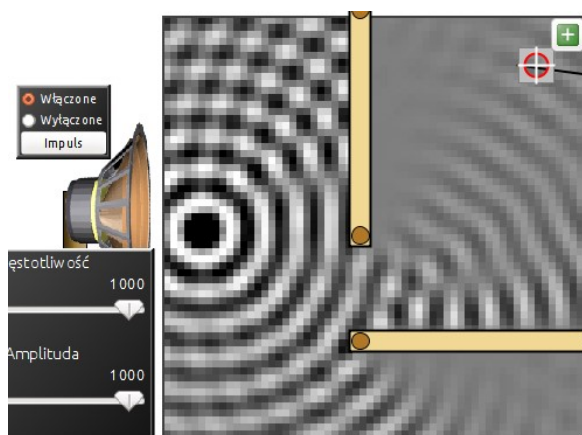 Włączone
Wyłączone
Impuls
ęstotliwość
1000
Amplituda
1000